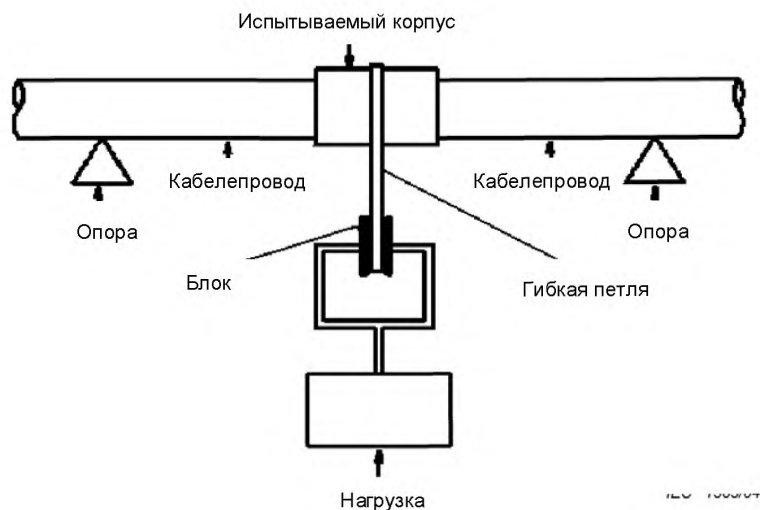 Испытываемый корпус
Кабелепровод
Кабелепровод
Опора
Опора
Блок
Гибкая петля
Нагрузка